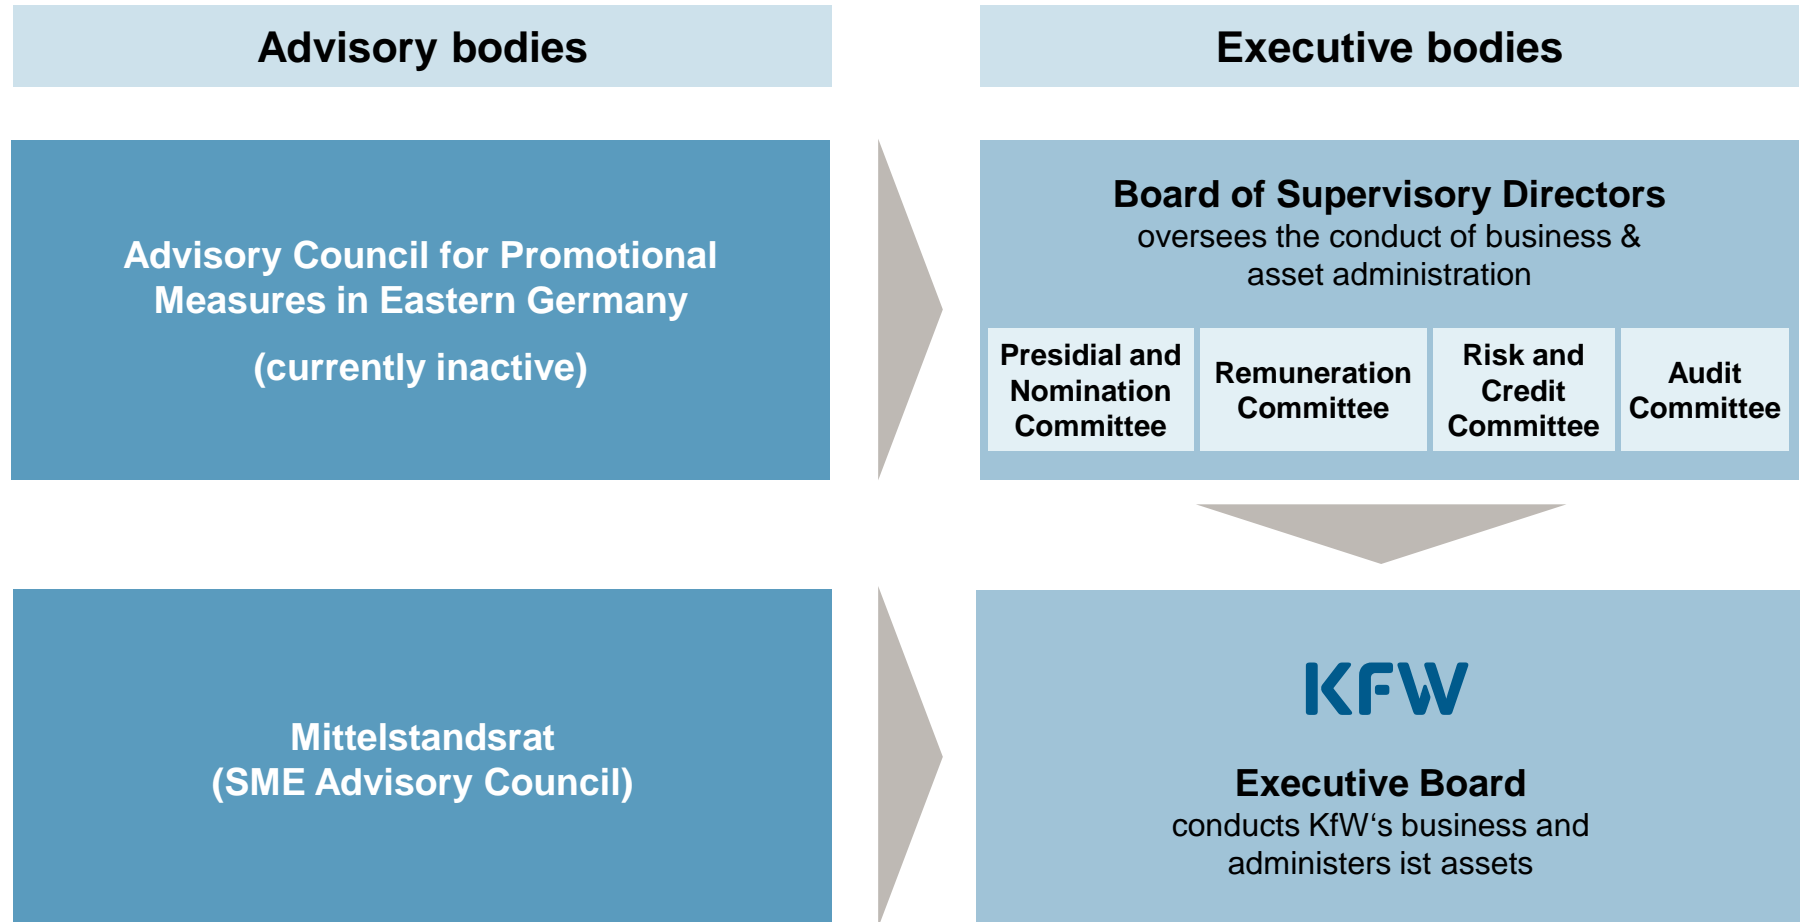 Advisory bodies
Executive bodies
Advisory Council for Promotional
Measures in Eastern Germany
(currently inactive)
Board of Supervisory Directors
oversees the conduct of business &
asset administration
Presidial and
Nomination
Committee
Remuneration
Committee
Risk and
Credit
Committee
Audit
Committee
Mittelstandsrat
(SME Advisory Council)
KFW
Executive Board
conducts KfW‘s business and
administers ist assets